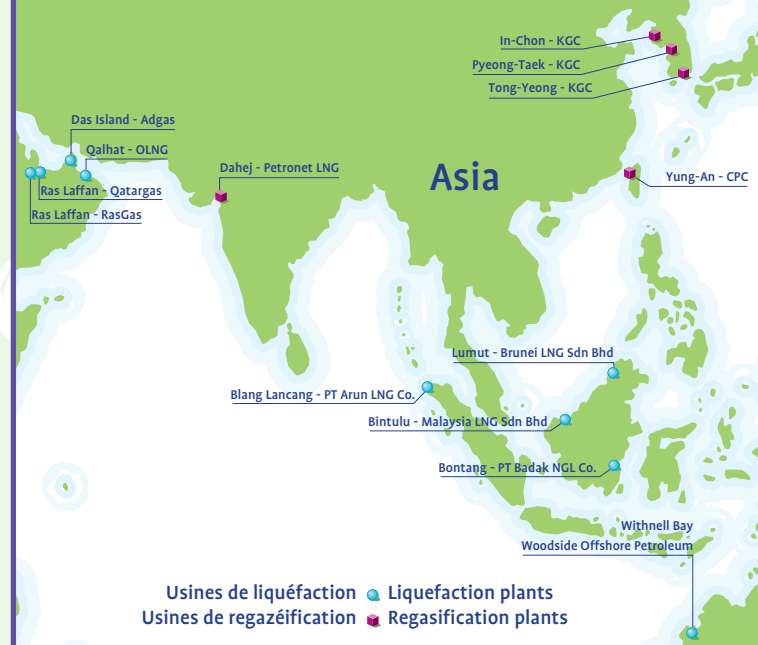 In-Chon - KGC
Pyeong-Taek - KGC
Tong-Yeong - KGC
Das Island - Adgas
Qalhat - OLNG
Dahej - Petronet LNG
Asia
Yung-An - CPC
Ras Laffan - Qatargas
Ras Laffan - RasGas
Lumut - Brunei LNG Sdn Bhd
Blang Lancang - PT Arun LNG Co.
Bintulu - Malaysia LNG Sdn Bhd
Bontang - PT Badak NGL Co.
Withnell Bay
Woodside Offshore Petroleum
Usines de liquéfaction Liquefaction plants
Usines de regazéification Regasification plants